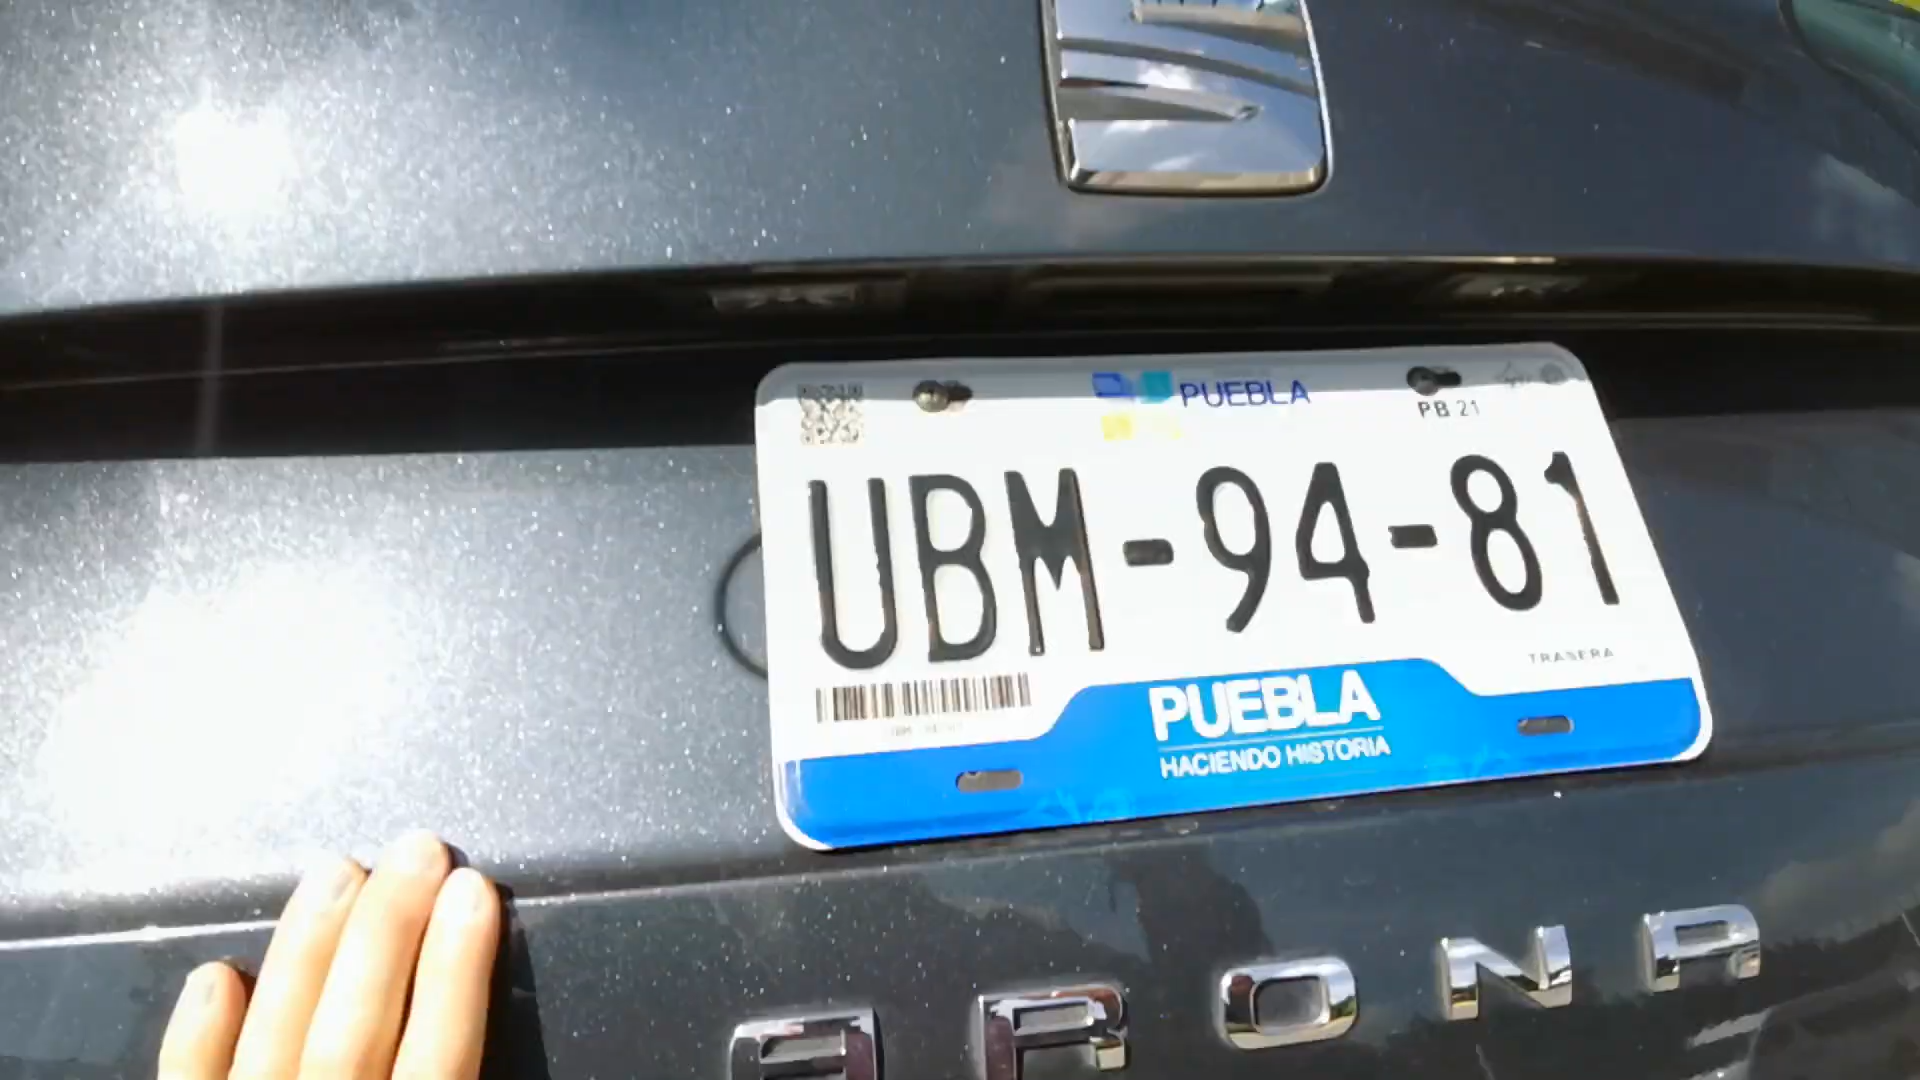 PUEBLA
PB 21
UBM-94-81
TRASERA
PUEBLA
HACIENDO HISTORIA
ARONA